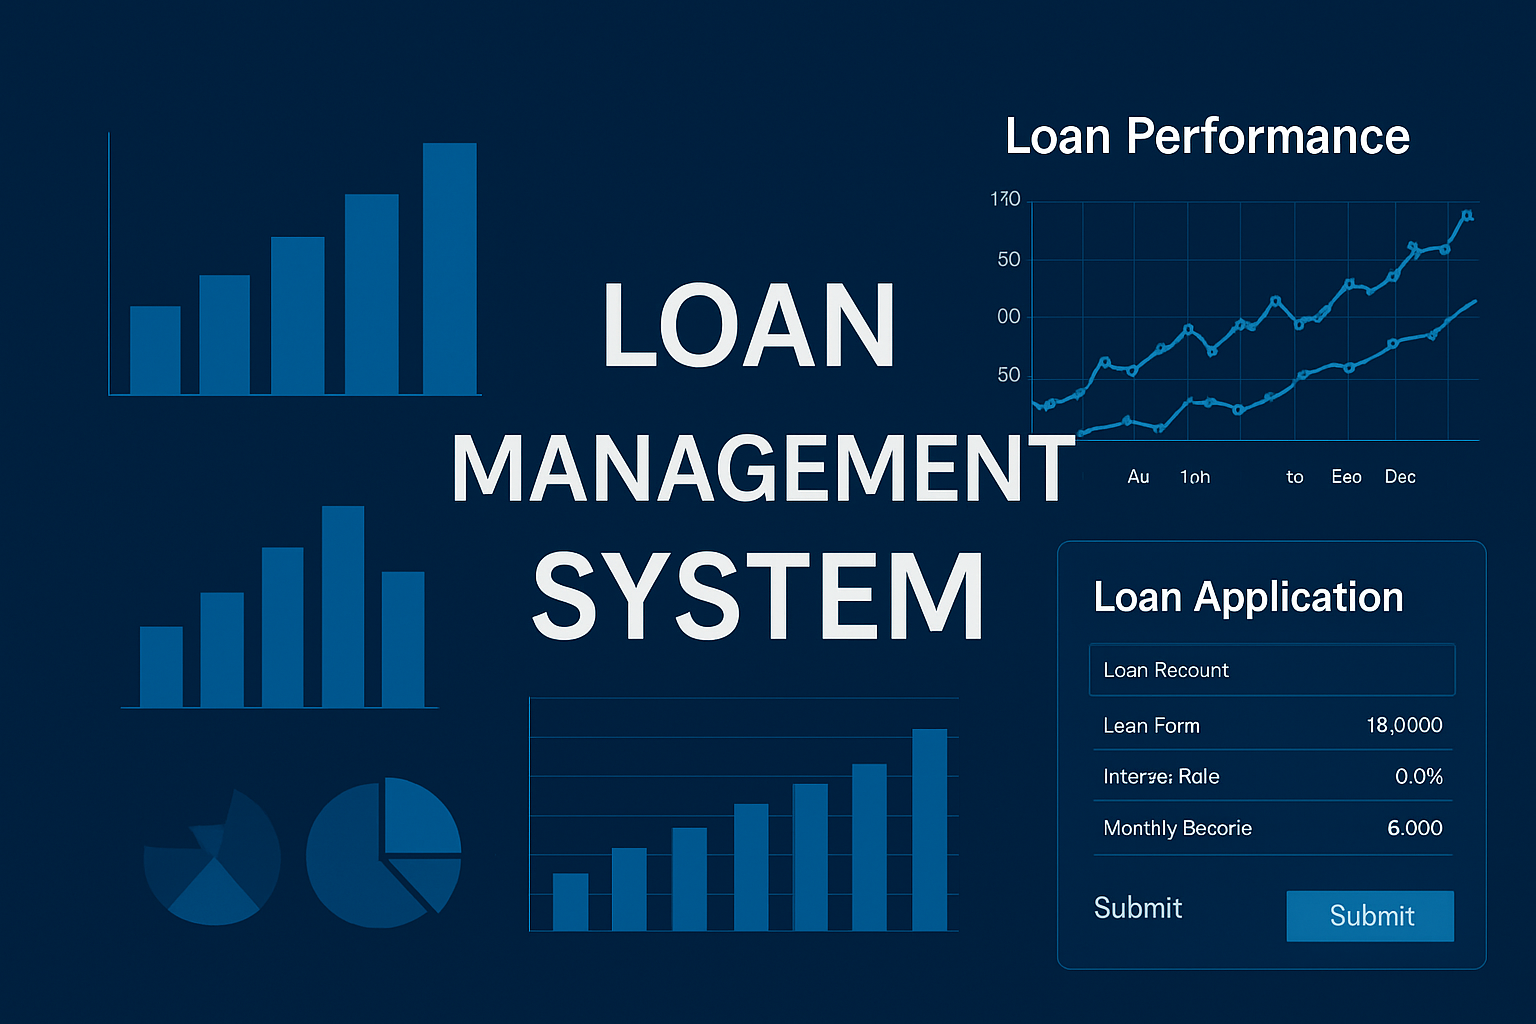 LOAN
MANAGEMENT
SYSTEM
Loan Performance
50
00
50
Au
to
Eeo Dec
Loan Application
Loan Recount
Lean Form 18,0000
Rale 0.0%
Monthly Becorie 6.000
Submit Submit